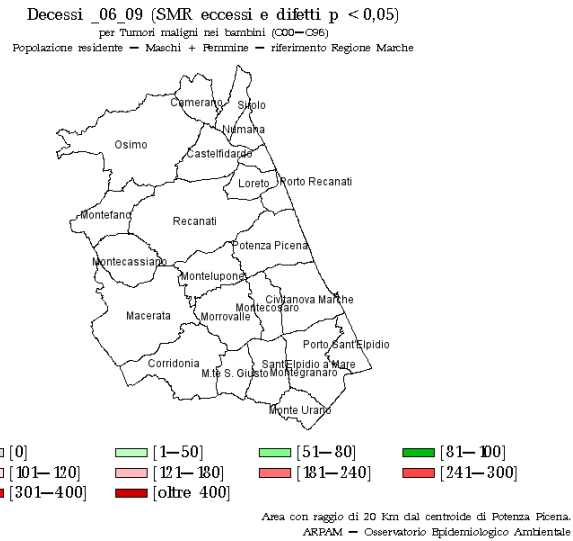 Decessi _06_09 (SMR eccessi e difetti p <0,05)
per Tumori maligni nei bambini (C00—C96)
Popolazione residente — Maschi + Femmine — riferimento Regione Marche
Camerano
Sirolo
Numana
Osimo
Castelfidardo
Loreto
Porto Recanati
Montefano
Recanati
Potenza Picena
Montecassiano
Montelupone
Civitanova Marche
Montecosaro
Macerata
Morrovalle
Porto Sant'Elpidio
Corridonia
Sant'Elpidio a Mare
M.te S. Giusto
Montegranaro
Monte Urano
[0] [1—50] [51—80] [81—100]
[101—120] [121—180] [181—240] [241—300]
[301—400] [oltre 400]
Area con raggio di 20 Km dal centroide di Potenza Picena.
ARPAM — Osservatorio Epidemiologico Ambientale